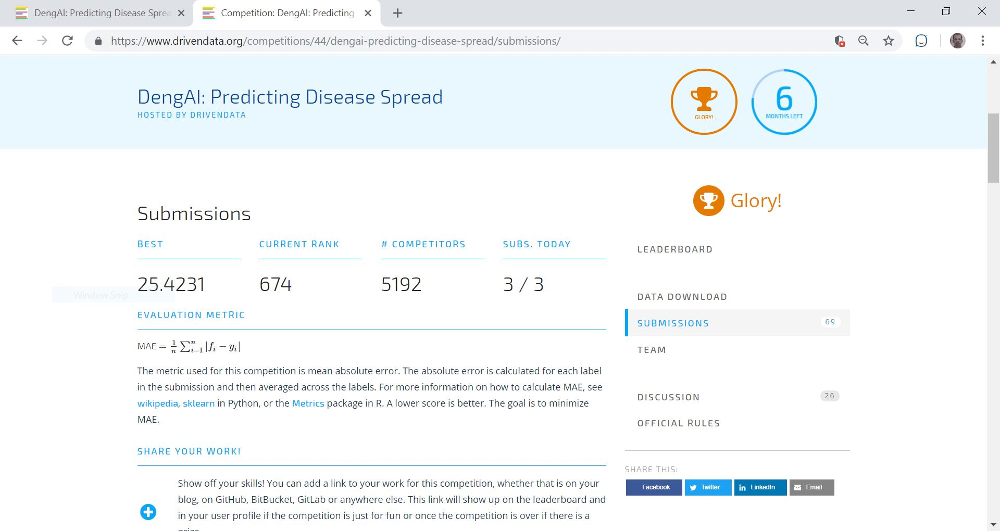 DengAI: Predicting Disease Sprea
Competition: DengAI: Predicting
https://www.drivendata.org/competitions/44/dengai-predicting-disease-spread/submissions/
DengAI: Predicting Disease Spread
HOSTED BY DRIVENDATA
GLORY!
6
MONTHS LEFT
Submissions
BEST
CURRENT RANK
# COMPETITORS
SUBS. TODAY
25.4231
674
5192
3 / 3
Window Snip
EVALUATION METRIC
MAE = 1/n ∑ⁿᵢ₌₁ |fᵢ − yᵢ|
The metric used for this competition is mean absolute error. The absolute error is calculated for each label
in the submission and then averaged across the labels. For more information on how to calculate MAE, see
wikipedia, sklearn in Python, or the Metrics package in R. A lower score is better. The goal is to minimize
MAE.
SHARE YOUR WORK!
Show off your skills! You can add a link to your work for this competition, whether that is on your
blog, on GitHub, BitBucket, GitLab or anywhere else. This link will show up on the leaderboard and
in your user profile if the competition is just for fun or once the competition is over if there is a
Glory!
LEADERBOARD
DATA DOWNLOAD
SUBMISSIONS 69
TEAM
DISCUSSION 26
OFFICIAL RULES
SHARE THIS:
Facebook
Twitter
LinkedIn
Email